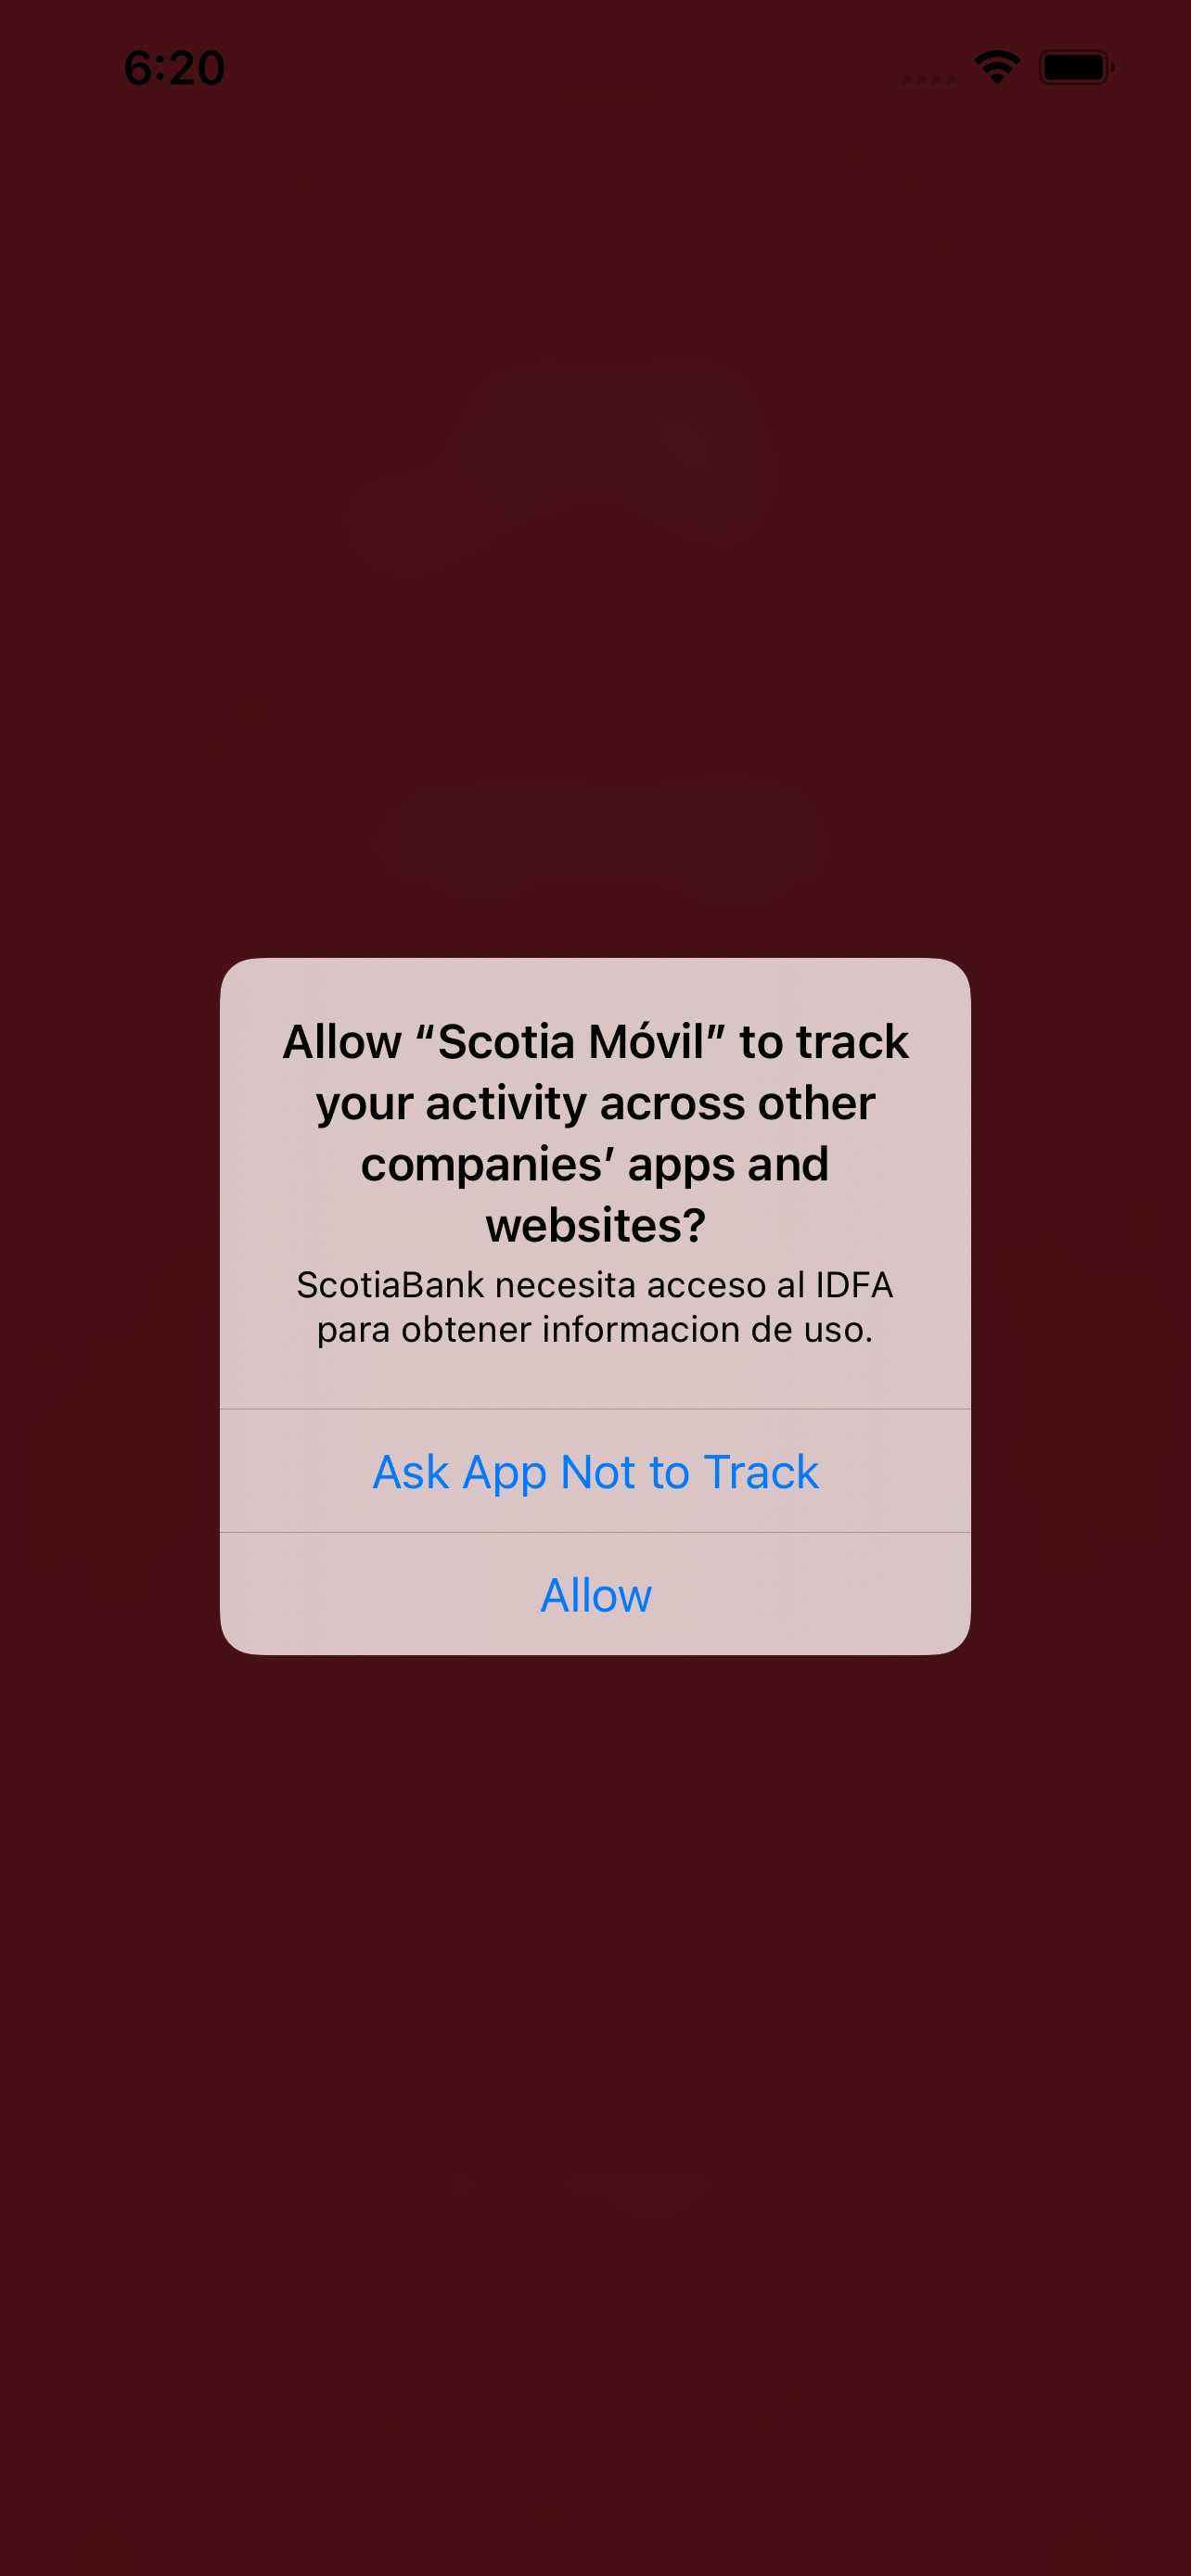 6:20
Allow “Scotia Móvil” to track
your activity across other
companies’ apps and
websites?
ScotiaBank necesita acceso al IDFA
para obtener informacion de uso.
Ask App Not to Track
Allow